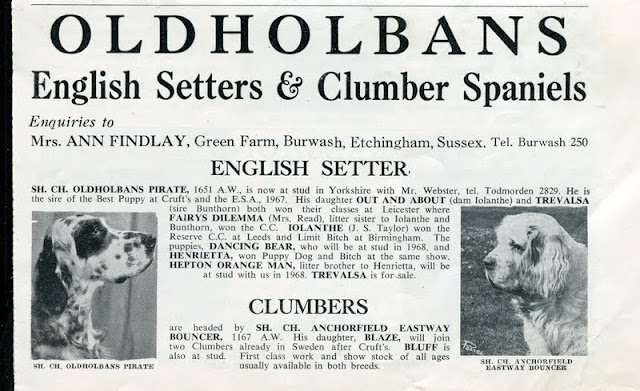 OLDHOLBANS
English Setters & Clumber Spaniels
Enquiries to
Mrs. ANN FINDLAY, Green Farm, Burwash, Etchingham, Sussex. Tel. Burwash 250
ENGLISH SETTER
SH. CH. OLDHOLBANS PIRATE, 1651 A.W., is now at stud in Yorkshire with Mr. Webster, tel. Todmorden 2829. He is
the sire of the Best Puppy at Cruft's and the E.S.A., 1967. His daughter OUT AND ABOUT (dam Iolanthe) and TREVALSA
(sire Bunthorn) both won their classes at Leicester where
FAIRYS DILEMMA (Mrs. Read), litter sister to Iolanthe and
Bunthorn, won the C.C. IOLANTHE (J. S. Taylor) won the
Reserve C.C. at Leeds and Limit Bitch at Birmingham. The
puppies, DANCING BEAR, who will be at stud in 1968, and
HENRIETTA, won Puppy Dog and Bitch at the same show.
HEPTON ORANGE MAN, litter brother to Henrietta, will be
at stud with us in 1968. TREVALSA is for sale.
CLUMBERS
are headed by SH. CH. ANCHORFIELD EASTWAY
BOUNCER, 1167 A.W. His daughter, BLAZE, will join
two Clumbers already in Sweden after Cruft's. BLUFF is
also at stud. First class work and show stock of all ages
usually available in both breeds.
SH. CH. OLDHOLBANS PIRATE
SH. CH. ANCHORFIELD
EASTWAY BOUNCER